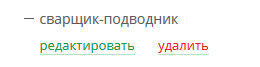 — сварщик-подводник
редактировать удалить